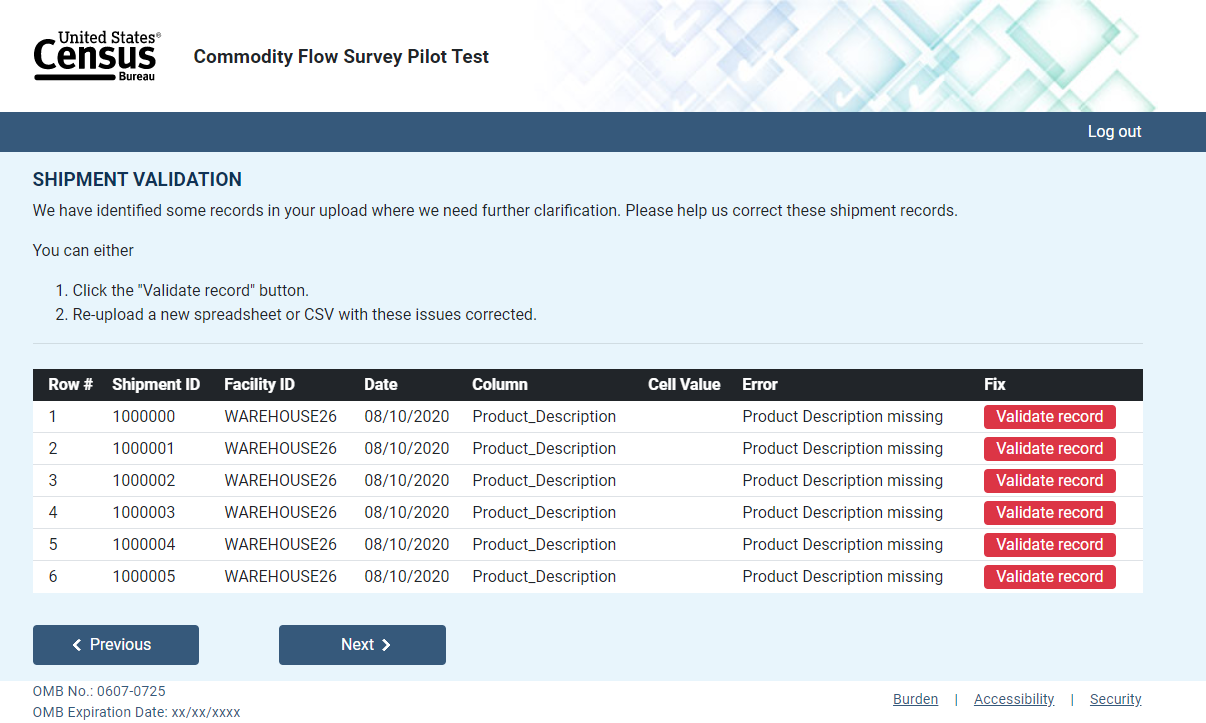 United States®
Census
Bureau
Commodity Flow Survey Pilot Test
Log out
SHIPMENT VALIDATION
We have identified some records in your upload where we need further clarification. Please help us correct these shipment records.
You can either
1. Click the "Validate record" button.
2. Re-upload a new spreadsheet or CSV with these issues corrected.
Row # Shipment ID Facility ID Date Column Cell Value Error Fix
1 1000000 WAREHOUSE26 08/10/2020 Product_Description Product Description missing Validate record
2 1000001 WAREHOUSE26 08/10/2020 Product_Description Product Description missing Validate record
3 1000002 WAREHOUSE26 08/10/2020 Product_Description Product Description missing Validate record
4 1000003 WAREHOUSE26 08/10/2020 Product_Description Product Description missing Validate record
5 1000004 WAREHOUSE26 08/10/2020 Product_Description Product Description missing Validate record
6 1000005 WAREHOUSE26 08/10/2020 Product_Description Product Description missing Validate record
Previous Next
OMB No.: 0607-0725
OMB Expiration Date: xx/xx/xxxx
Burden | Accessibility | Security